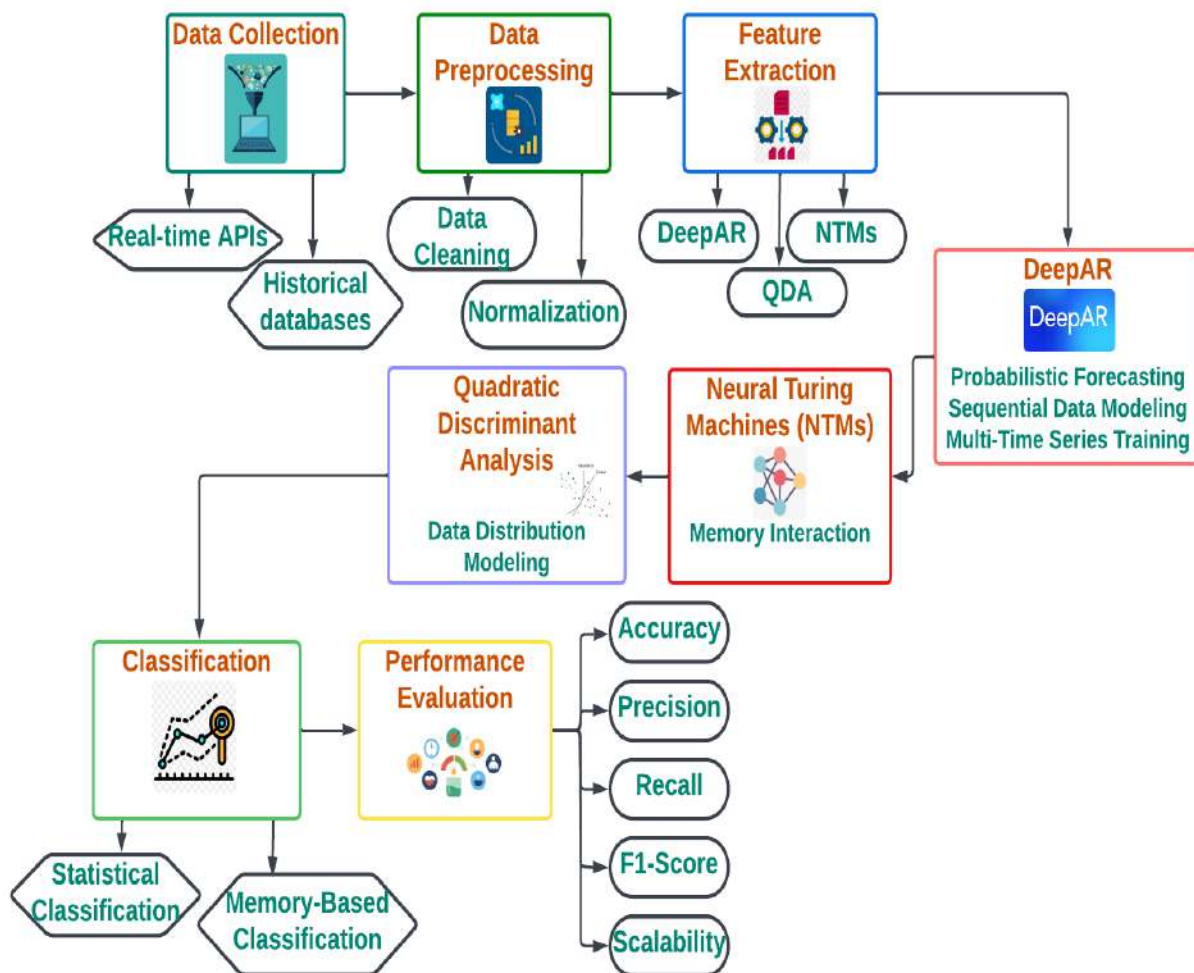 Data Collection
Data
Preprocessing
Feature
Extraction
Real-time APIs
Historical
databases
Data
Cleaning
Normalization
DeepAR
QDA
NTMs
DeepAR
DeepAR
Probabilistic Forecasting
Sequential Data Modeling
Multi-Time Series Training
Neural Turing
Machines (NTMs)
Memory Interaction
Quadratic
Discriminant
Analysis
Data Distribution
Modeling
Classification
Statistical
Classification
Memory-Based
Classification
Performance
Evaluation
Accuracy
Precision
Recall
F1-Score
Scalability